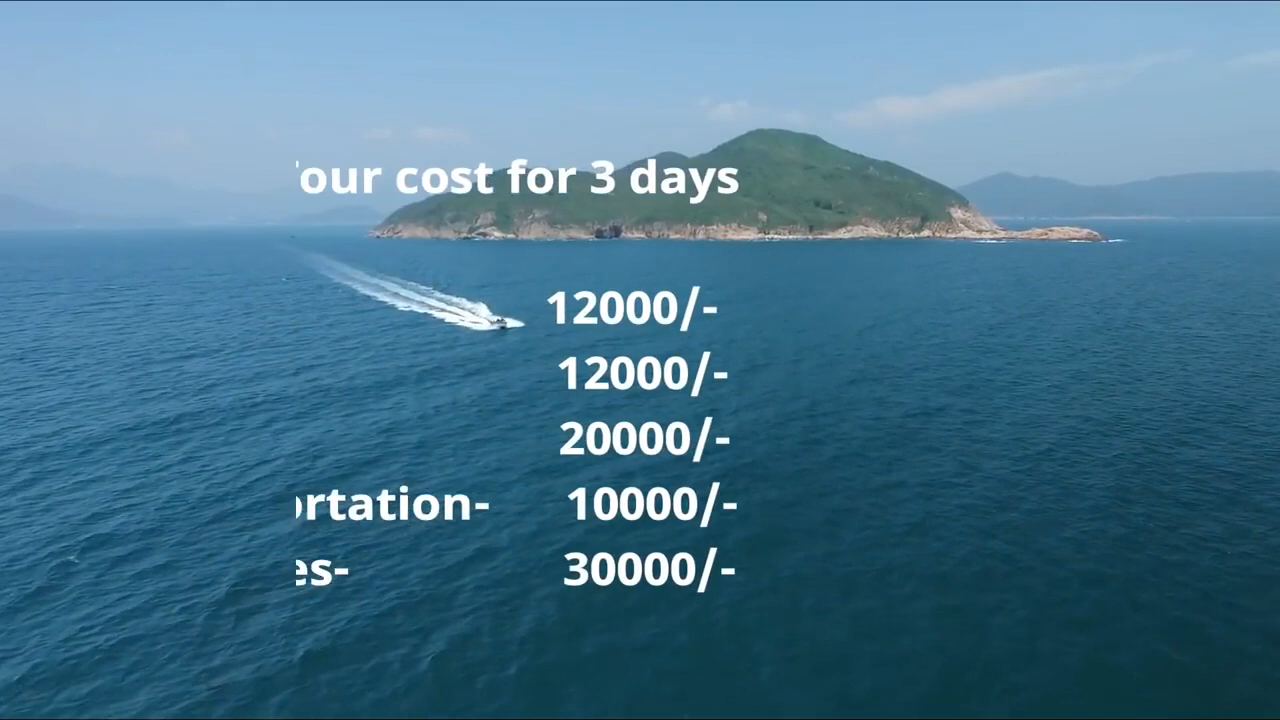 our cost for 3 days
12000/-
12000/-
20000/-
ortation- 10000/-
es- 30000/-